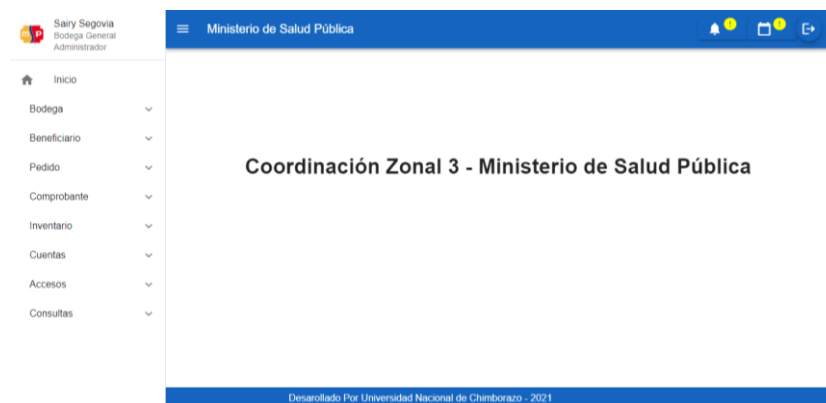 Sairy Segovia
Bodega General
Administrador
Ministerio de Salud Pública
Inicio
Bodega
Beneficiario
Pedido
Comprobante
Inventario
Cuentas
Accesos
Consultas
Coordinación Zonal 3 - Ministerio de Salud Pública
Desarollado Por Universidad Nacional de Chimborazo - 2021